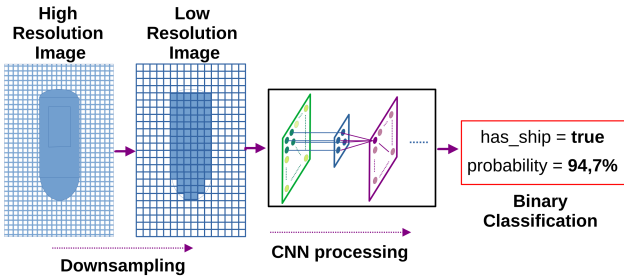 High
Resolution
Image
Low
Resolution
Image
has_ship = true
probability = 94,7%
Binary
Classification
CNN processing
Downsampling